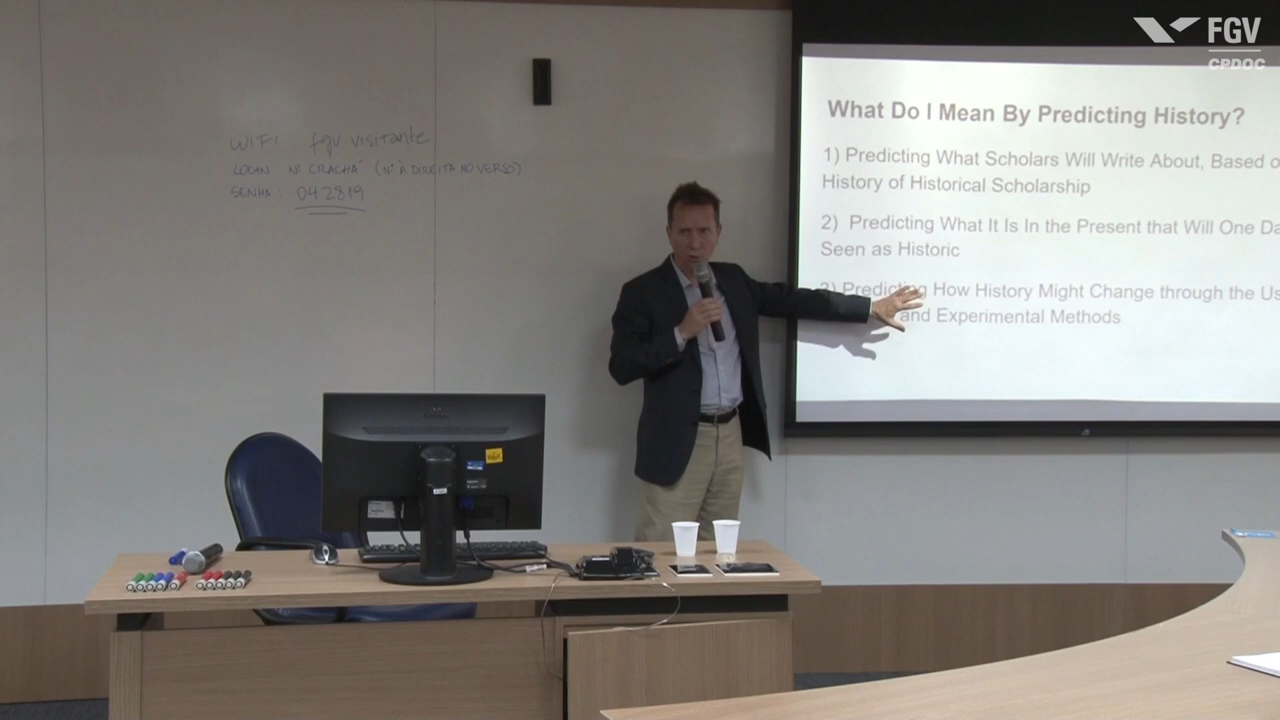 FGV
CPDOC
WIFI fgv visitante
LOGIN Nº CRACHÁ (Nº À DIREITA NO VERSO)
SENHA: 042819
What Do I Mean By Predicting History?
1) Predicting What Scholars Will Write About, Based o
History of Historical Scholarship
2) Predicting What It Is In the Present that Will One Da
Seen as Historic
3) Predicting How History Might Change through the Us
and Experimental Methods